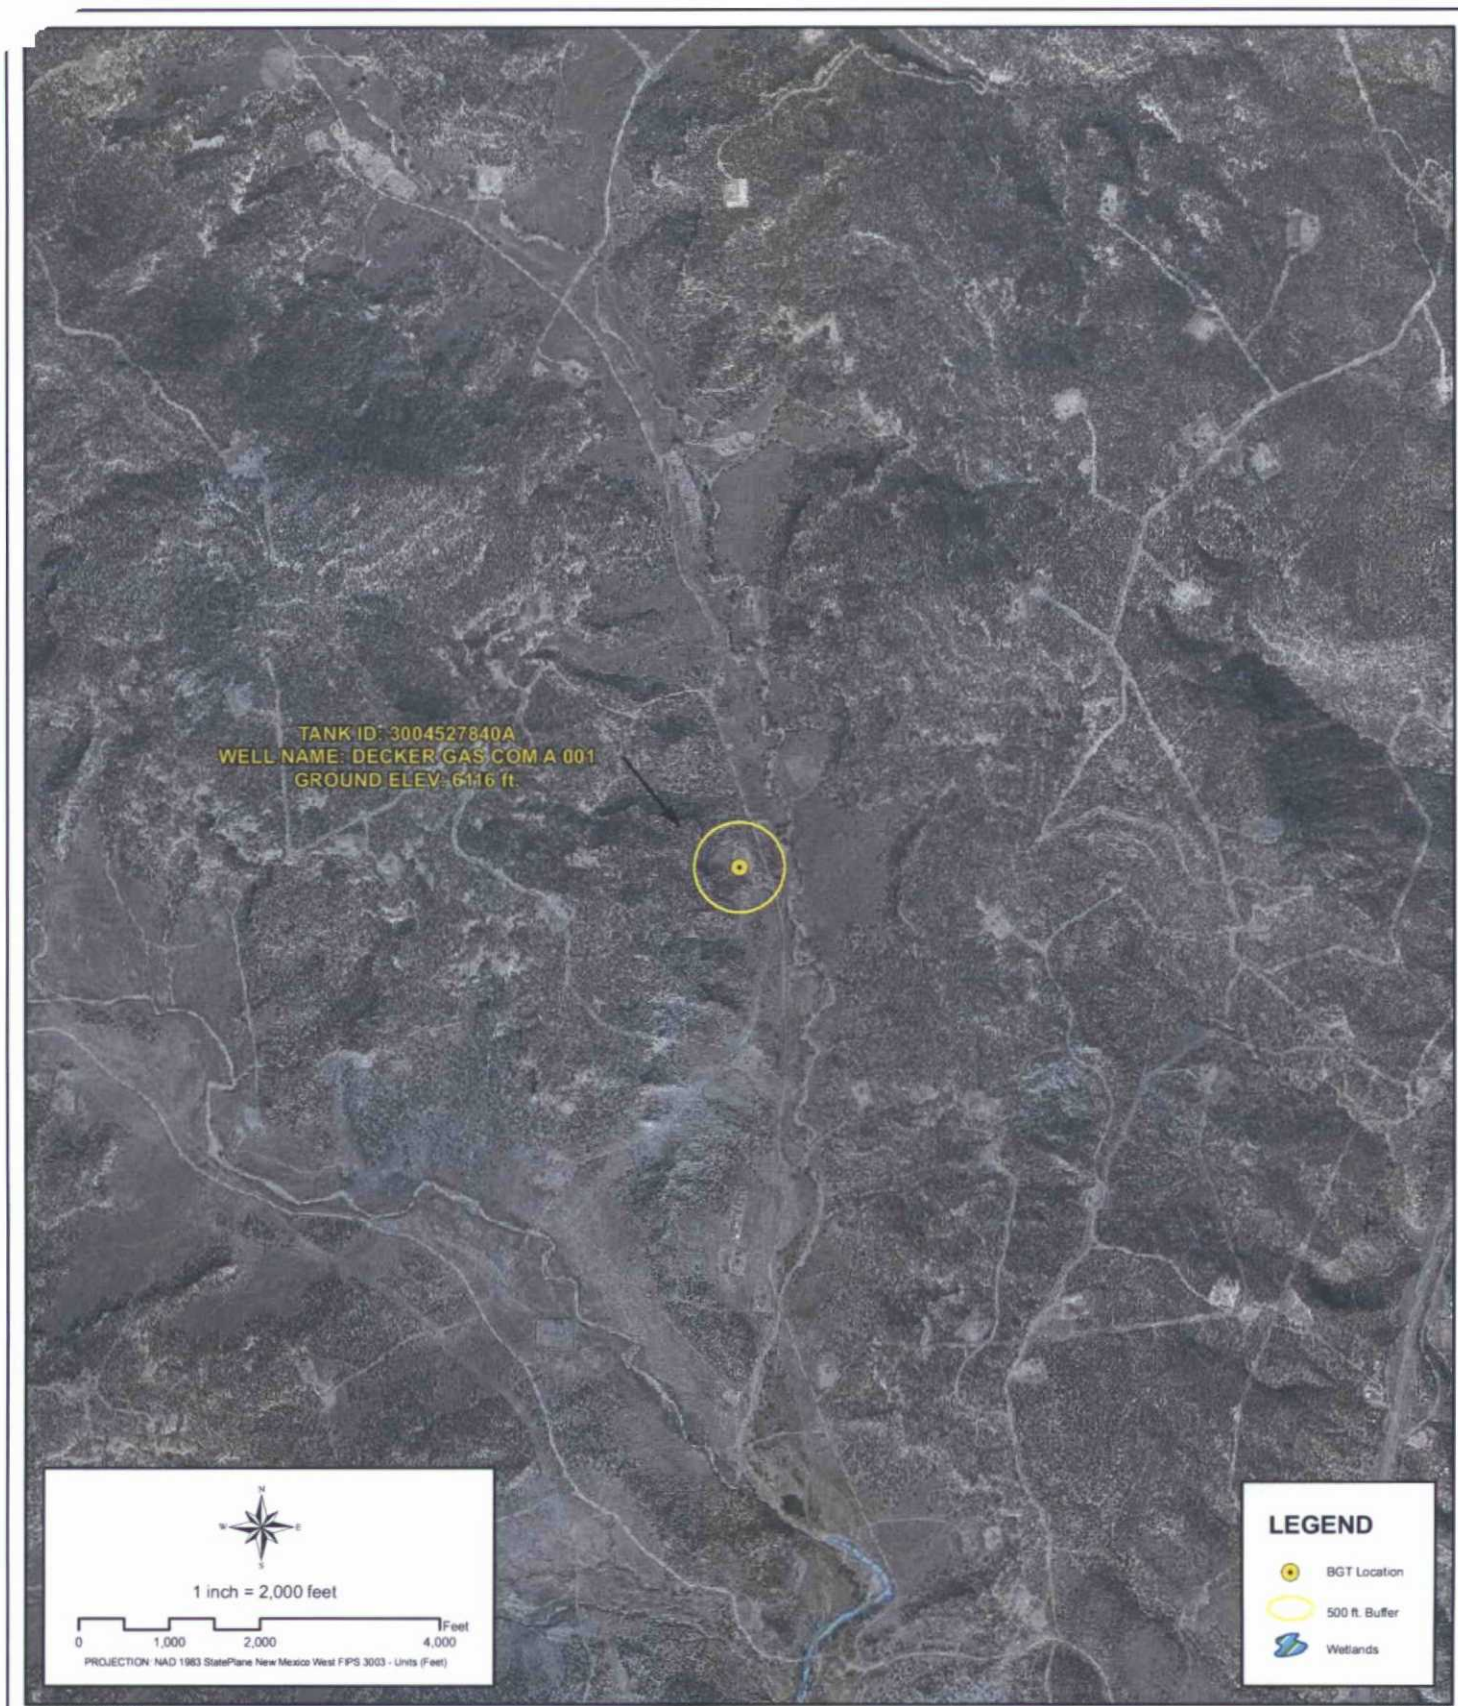 TANK ID: 3004527840A
WELL NAME: DECKER GAS COM A 001
GROUND ELEV: 6116 ft.
N
W E
S
1 inch = 2,000 feet
Feet
0 1,000 2,000 4,000
PROJECTION: NAD 1983 StatePlane New Mexico West FIPS 3003 - Units (Feet)
LEGEND
BGT Location
500 ft. Buffer
Wetlands